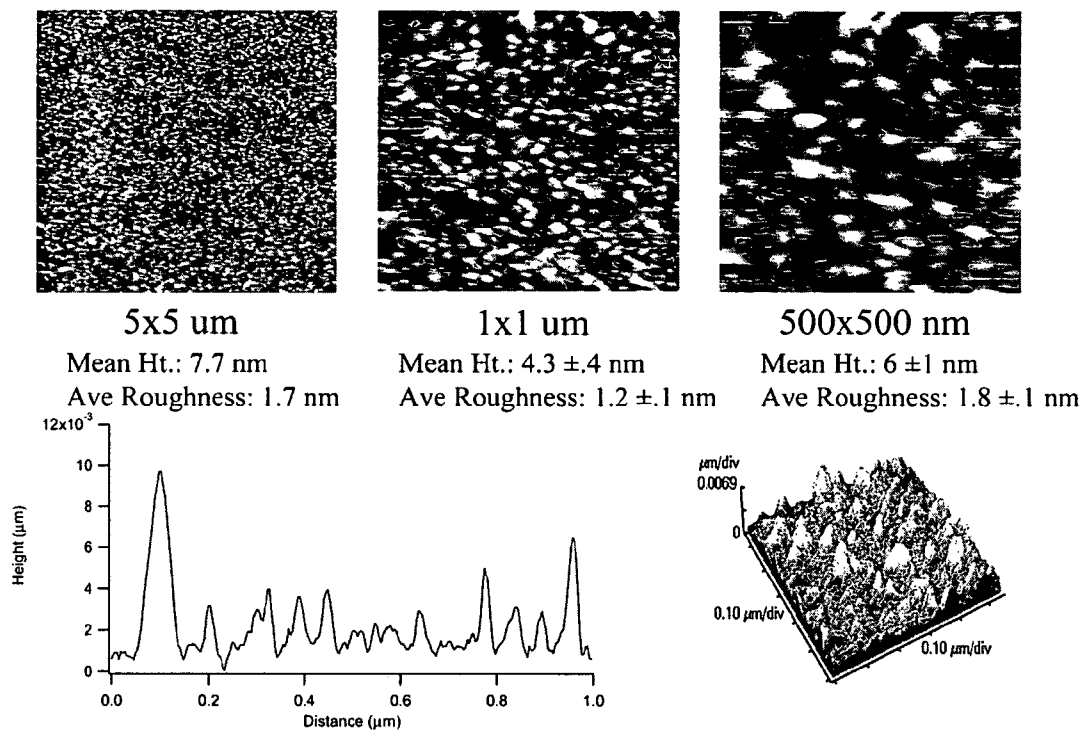 5x5 um
Mean Ht.: 7.7 nm
Ave Roughness: 1.7 nm
1x1 um
Mean Ht.: 4.3 ±.4 nm
Ave Roughness: 1.2 ±.1 nm
500x500 nm
Mean Ht.: 6 ±1 nm
Ave Roughness: 1.8 ±.1 nm
12x10⁻³
10
8
6
4
2
0
Height (µm)
0.0
0.2
0.4
0.6
0.8
1.0
Distance (µm)
µm/div
0.0069
0
0.10 µm/div
0.10 µm/div